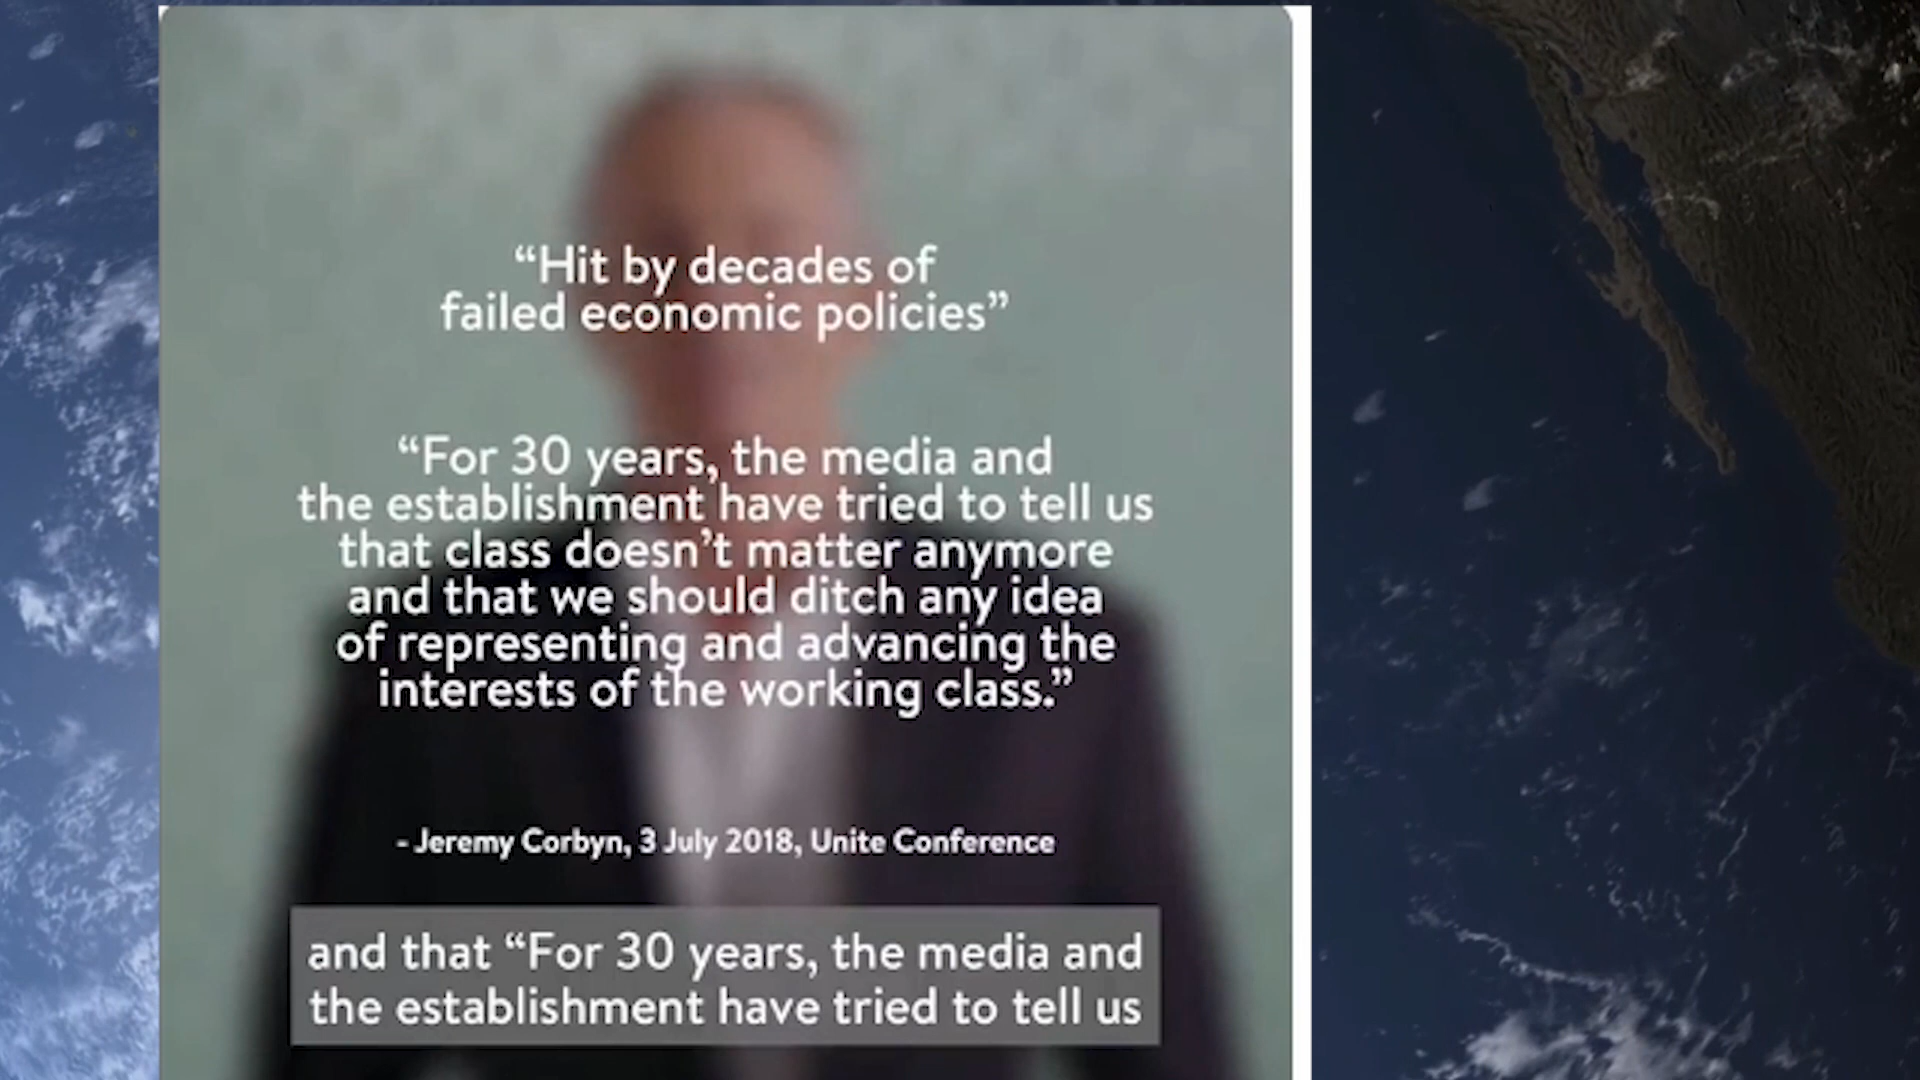 “Hit by decades of
failed economic policies”
“For 30 years, the media and
the establishment have tried to tell us
that class doesn’t matter anymore
and that we should ditch any idea
of representing and advancing the
interests of the working class.”
- Jeremy Corbyn, 3 July 2018, Unite Conference
and that “For 30 years, the media and
the establishment have tried to tell us